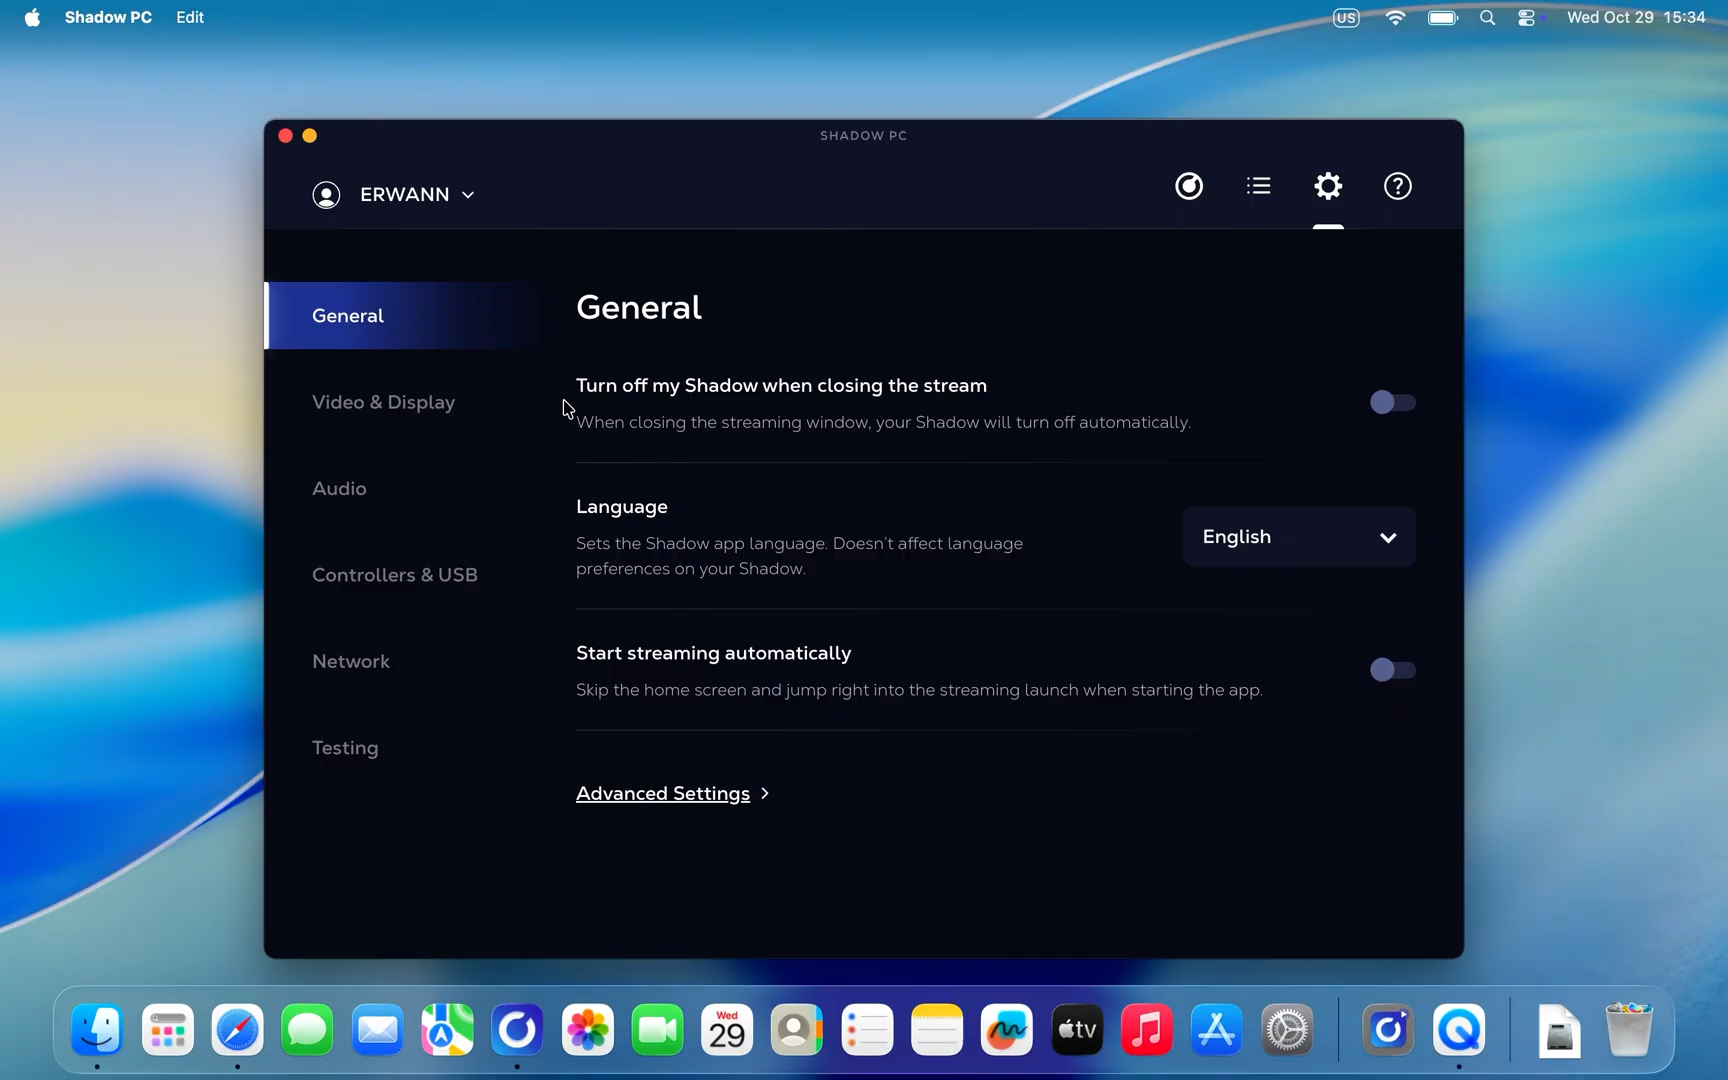 Shadow PC Edit
US
Wed Oct 29 15:34
SHADOW PC
ERWANN
General
Video & Display
Audio
Controllers & USB
Network
Testing
General
Turn off my Shadow when closing the stream
When closing the streaming window, your Shadow will turn off automatically.
Language
Sets the Shadow app language. Doesn't affect language
preferences on your Shadow.
English
Start streaming automatically
Skip the home screen and jump right into the streaming launch when starting the app.
Advanced Settings
Wed
29
tv